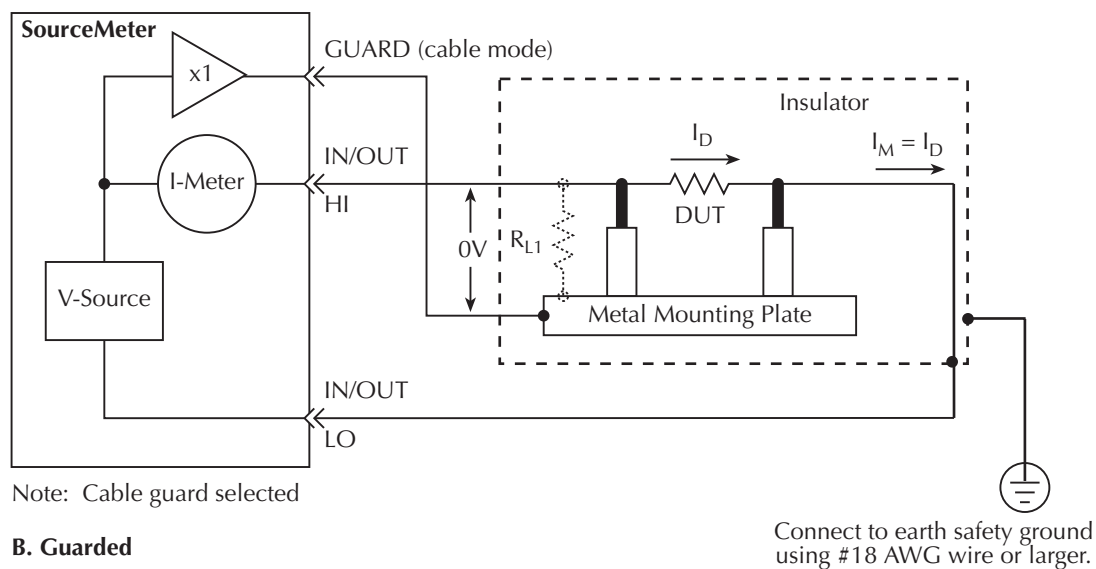 SourceMeter
GUARD (cable mode)
x1
Insulator
I_D
I_M = I_D
IN/OUT
I-Meter
HI
DUT
0V
R_L1
V-Source
Metal Mounting Plate
IN/OUT
LO
Note: Cable guard selected
B. Guarded
Connect to earth safety ground
using #18 AWG wire or larger.